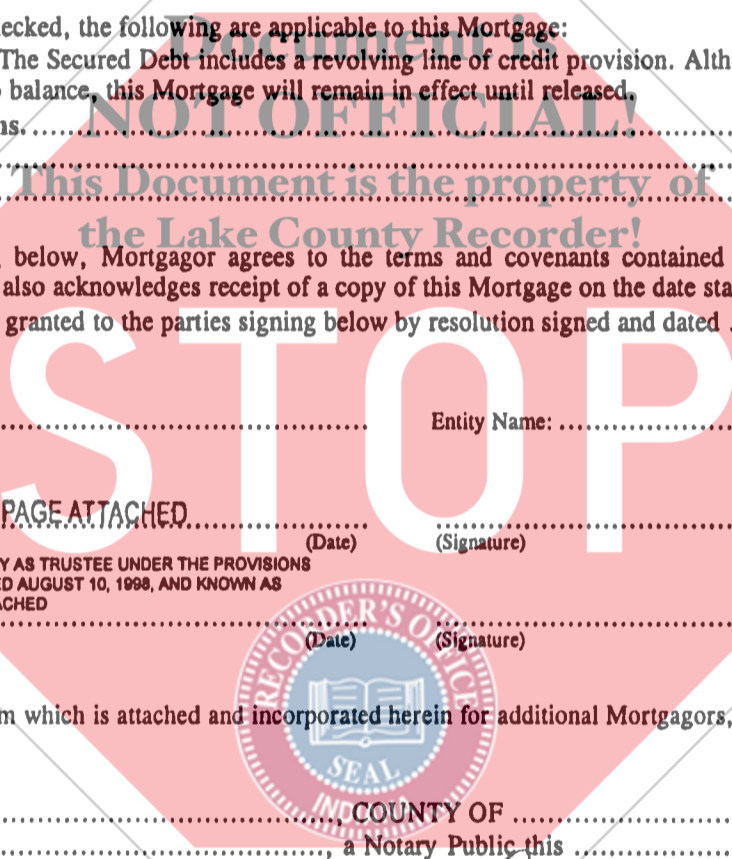 ecked, the following are applicable to this Mortgage:
Document is
The Secured Debt includes a revolving line of credit provision. Alth
balance, this Mortgage will remain in effect until released.
NOT OFFICIAL!
ns.
This Document is the property of
the Lake County Recorder!
below, Mortgagor agrees to the terms and covenants contained
also acknowledges receipt of a copy of this Mortgage on the date sta
granted to the parties signing below by resolution signed and dated
STOP
Entity Name:
PAGE ATTACHED
(Date) (Signature)
Y AS TRUSTEE UNDER THE PROVISIONS
D AUGUST 10, 1998, AND KNOWN AS
ACHED
(Date) (Signature)
RECORDER'S OFFICE
SEAL
INDIANA
m which is attached and incorporated herein for additional Mortgagors,
, COUNTY OF
, a Notary Public this